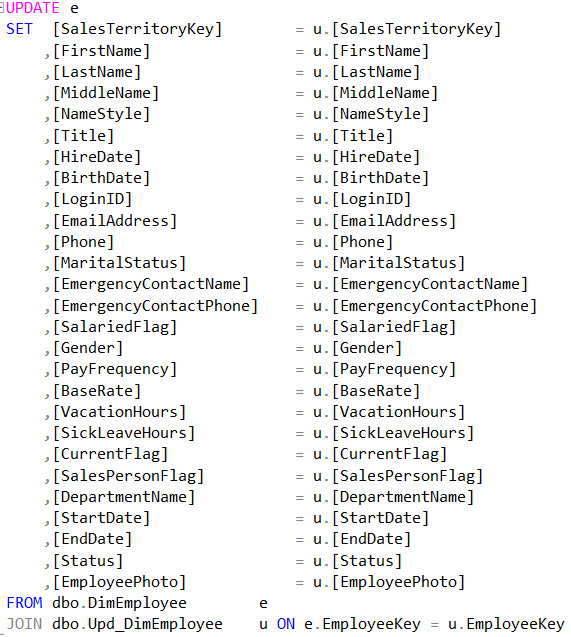 UPDATE e
SET [SalesTerritoryKey] = u.[SalesTerritoryKey]
,[FirstName] = u.[FirstName]
,[LastName] = u.[LastName]
,[MiddleName] = u.[MiddleName]
,[NameStyle] = u.[NameStyle]
,[Title] = u.[Title]
,[HireDate] = u.[HireDate]
,[BirthDate] = u.[BirthDate]
,[LoginID] = u.[LoginID]
,[EmailAddress] = u.[EmailAddress]
,[Phone] = u.[Phone]
,[MaritalStatus] = u.[MaritalStatus]
,[EmergencyContactName] = u.[EmergencyContactName]
,[EmergencyContactPhone] = u.[EmergencyContactPhone]
,[SalariedFlag] = u.[SalariedFlag]
,[Gender] = u.[Gender]
,[PayFrequency] = u.[PayFrequency]
,[BaseRate] = u.[BaseRate]
,[VacationHours] = u.[VacationHours]
,[SickLeaveHours] = u.[SickLeaveHours]
,[CurrentFlag] = u.[CurrentFlag]
,[SalesPersonFlag] = u.[SalesPersonFlag]
,[DepartmentName] = u.[DepartmentName]
,[StartDate] = u.[StartDate]
,[EndDate] = u.[EndDate]
,[Status] = u.[Status]
,[EmployeePhoto] = u.[EmployeePhoto]
FROM dbo.DimEmployee e
JOIN dbo.Upd_DimEmployee u ON e.EmployeeKey = u.EmployeeKey